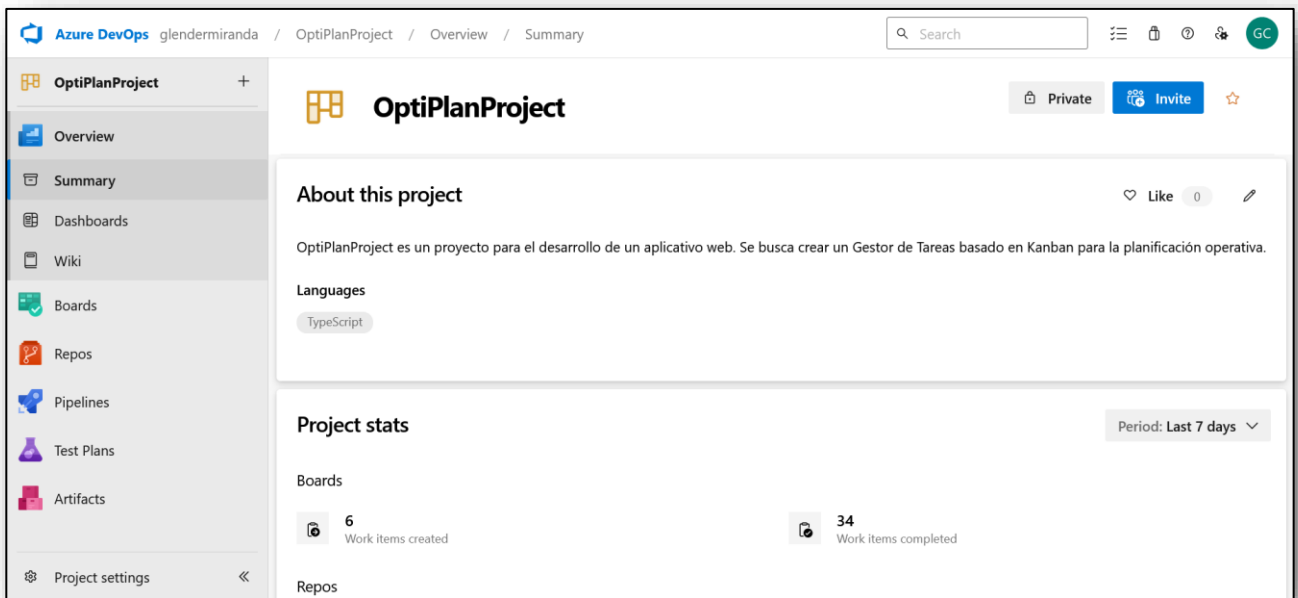 Azure DevOps glendermiranda / OptiPlanProject / Overview / Summary
Search
GC
OptiPlanProject
Overview
Summary
Dashboards
Wiki
Boards
Repos
Pipelines
Test Plans
Artifacts
Project settings
OptiPlanProject
Private
Invite
About this project
Like 0
OptiPlanProject es un proyecto para el desarrollo de un aplicativo web. Se busca crear un Gestor de Tareas basado en Kanban para la planificación operativa.
Languages
TypeScript
Project stats
Period: Last 7 days
Boards
6
Work items created
34
Work items completed
Repos